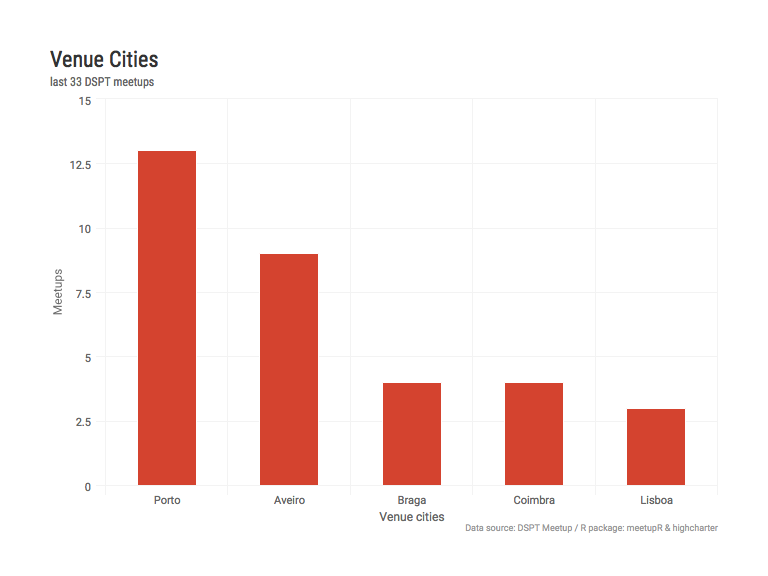 Venue Cities
last 33 DSPT meetups
15
12.5
10
7.5
5
2.5
0
Meetups
Porto
Aveiro
Braga
Coimbra
Lisboa
Venue cities
Data source: DSPT Meetup / R package: meetupR & highcharter